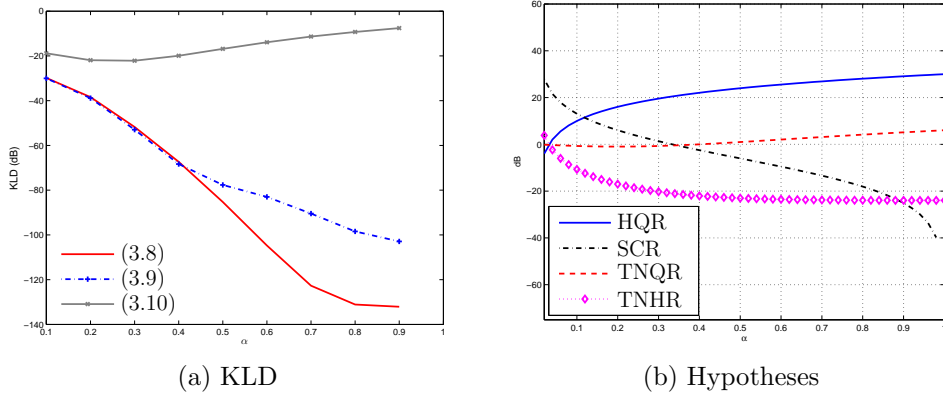 0
−20
−40
−60
−80
−100
−120
−140
KLD (dB)
(3.8)
(3.9)
(3.10)
0.1 0.2 0.3 0.4 0.5 0.6 0.7 0.8 0.9 1
α
(a) KLD
60
40
20
0
−20
−40
−60
dB
HQR
SCR
TNQR
TNHR
0.1 0.2 0.3 0.4 0.5 0.6 0.7 0.8 0.9 1
α
(b) Hypotheses